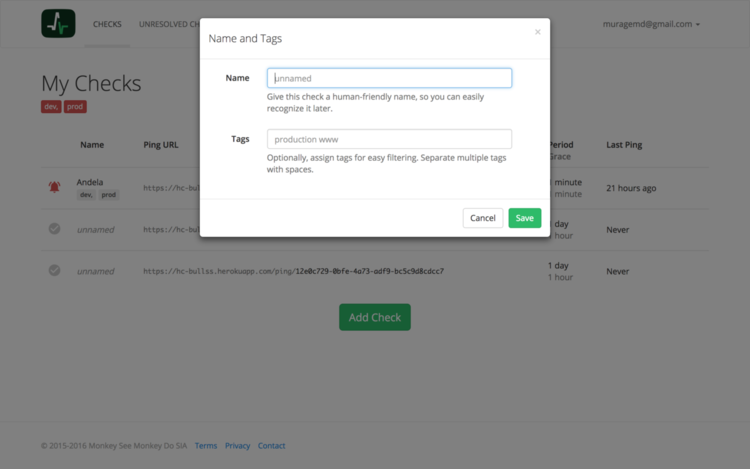 CHECKS UNRESOLVED CH muragemd@gmail.com
Name and Tags ×
My Checks
dev, prod
Name unnamed
Give this check a human-friendly name, so you can easily
recognize it later.
Tags production www
Optionally, assign tags for easy filtering. Separate multiple tags
with spaces.
Cancel Save
Name Ping URL Period Last Ping
Grace
Andela https://hc-bul 1 minute 21 hours ago
dev, prod minute
unnamed https://hc-bul 1 day Never
1 hour
unnamed https://hc-bullss.herokuapp.com/ping/12e0c729-0bfe-4a73-adf9-bc5c9d8cdcc7 1 day Never
1 hour
Add Check
© 2015-2016 Monkey See Monkey Do SIA Terms Privacy Contact